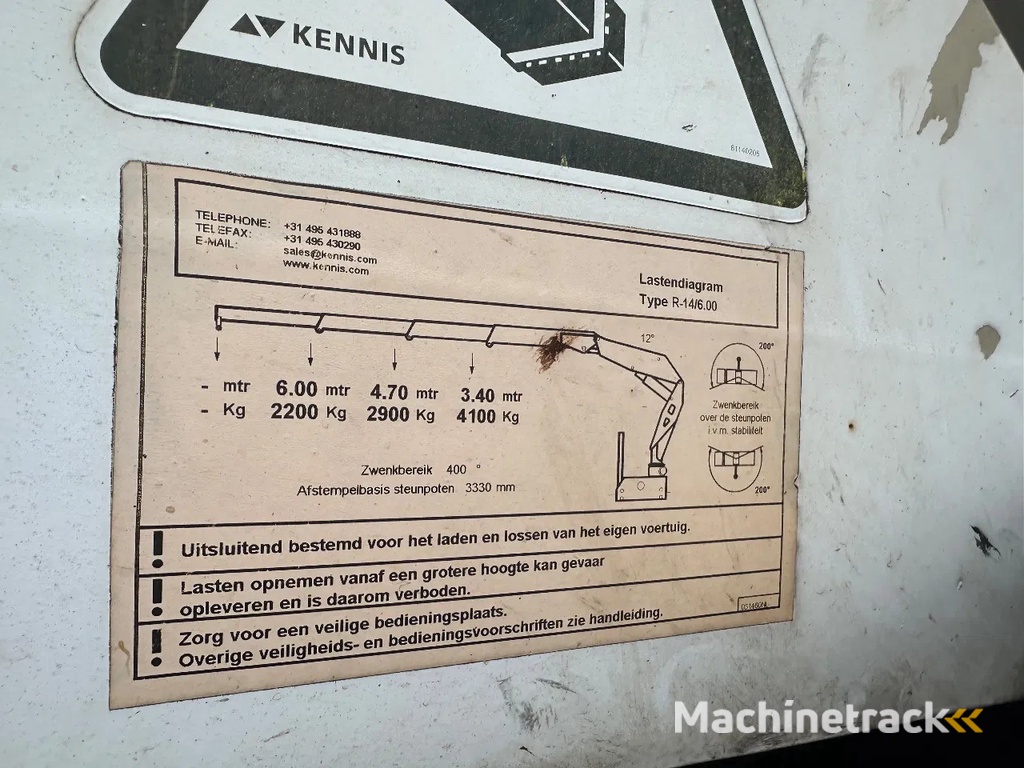 KENNIS
61140205
TELEPHONE: +31 495 431888
TELEFAX: +31 495 430290
E-MAIL: sales@kennis.com
www.kennis.com
Lastendiagram
Type R-14/6.00
12°
200°
- mtr 6.00 mtr 4.70 mtr 3.40 mtr
- Kg 2200 Kg 2900 Kg 4100 Kg
Zwenkbereik
over de steunpoten
i.v.m. stabiliteit
200°
Zwenkbereik 400 °
Afstempelbasis steunpoten 3330 mm
! Uitsluitend bestemd voor het laden en lossen van het eigen voertuig.
! Lasten opnemen vanaf een grotere hoogte kan gevaar
opleveren en is daarom verboden.
! Zorg voor een veilige bedieningsplaats.
Overige veiligheids- en bedieningsvoorschriften zie handleiding.
Machinetrack